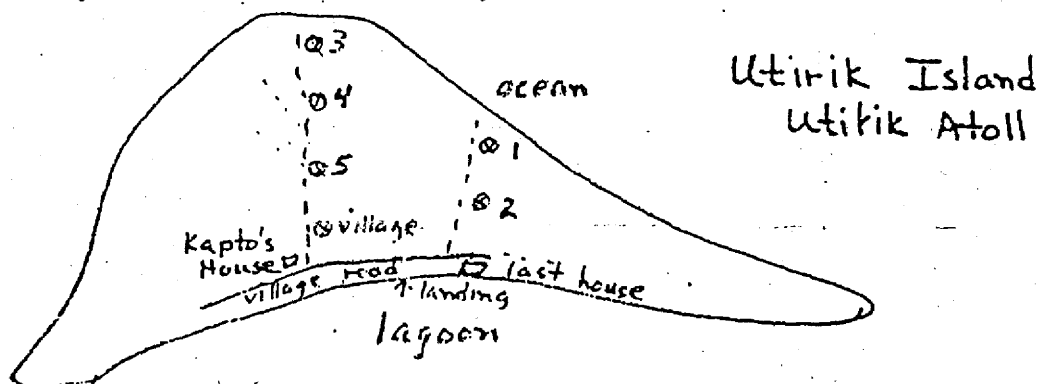 Utirik Island
Utirik Atoll
3
4
ocean
1
5
2
village
Kapto's
House
road
last house
village
landing
lagoon